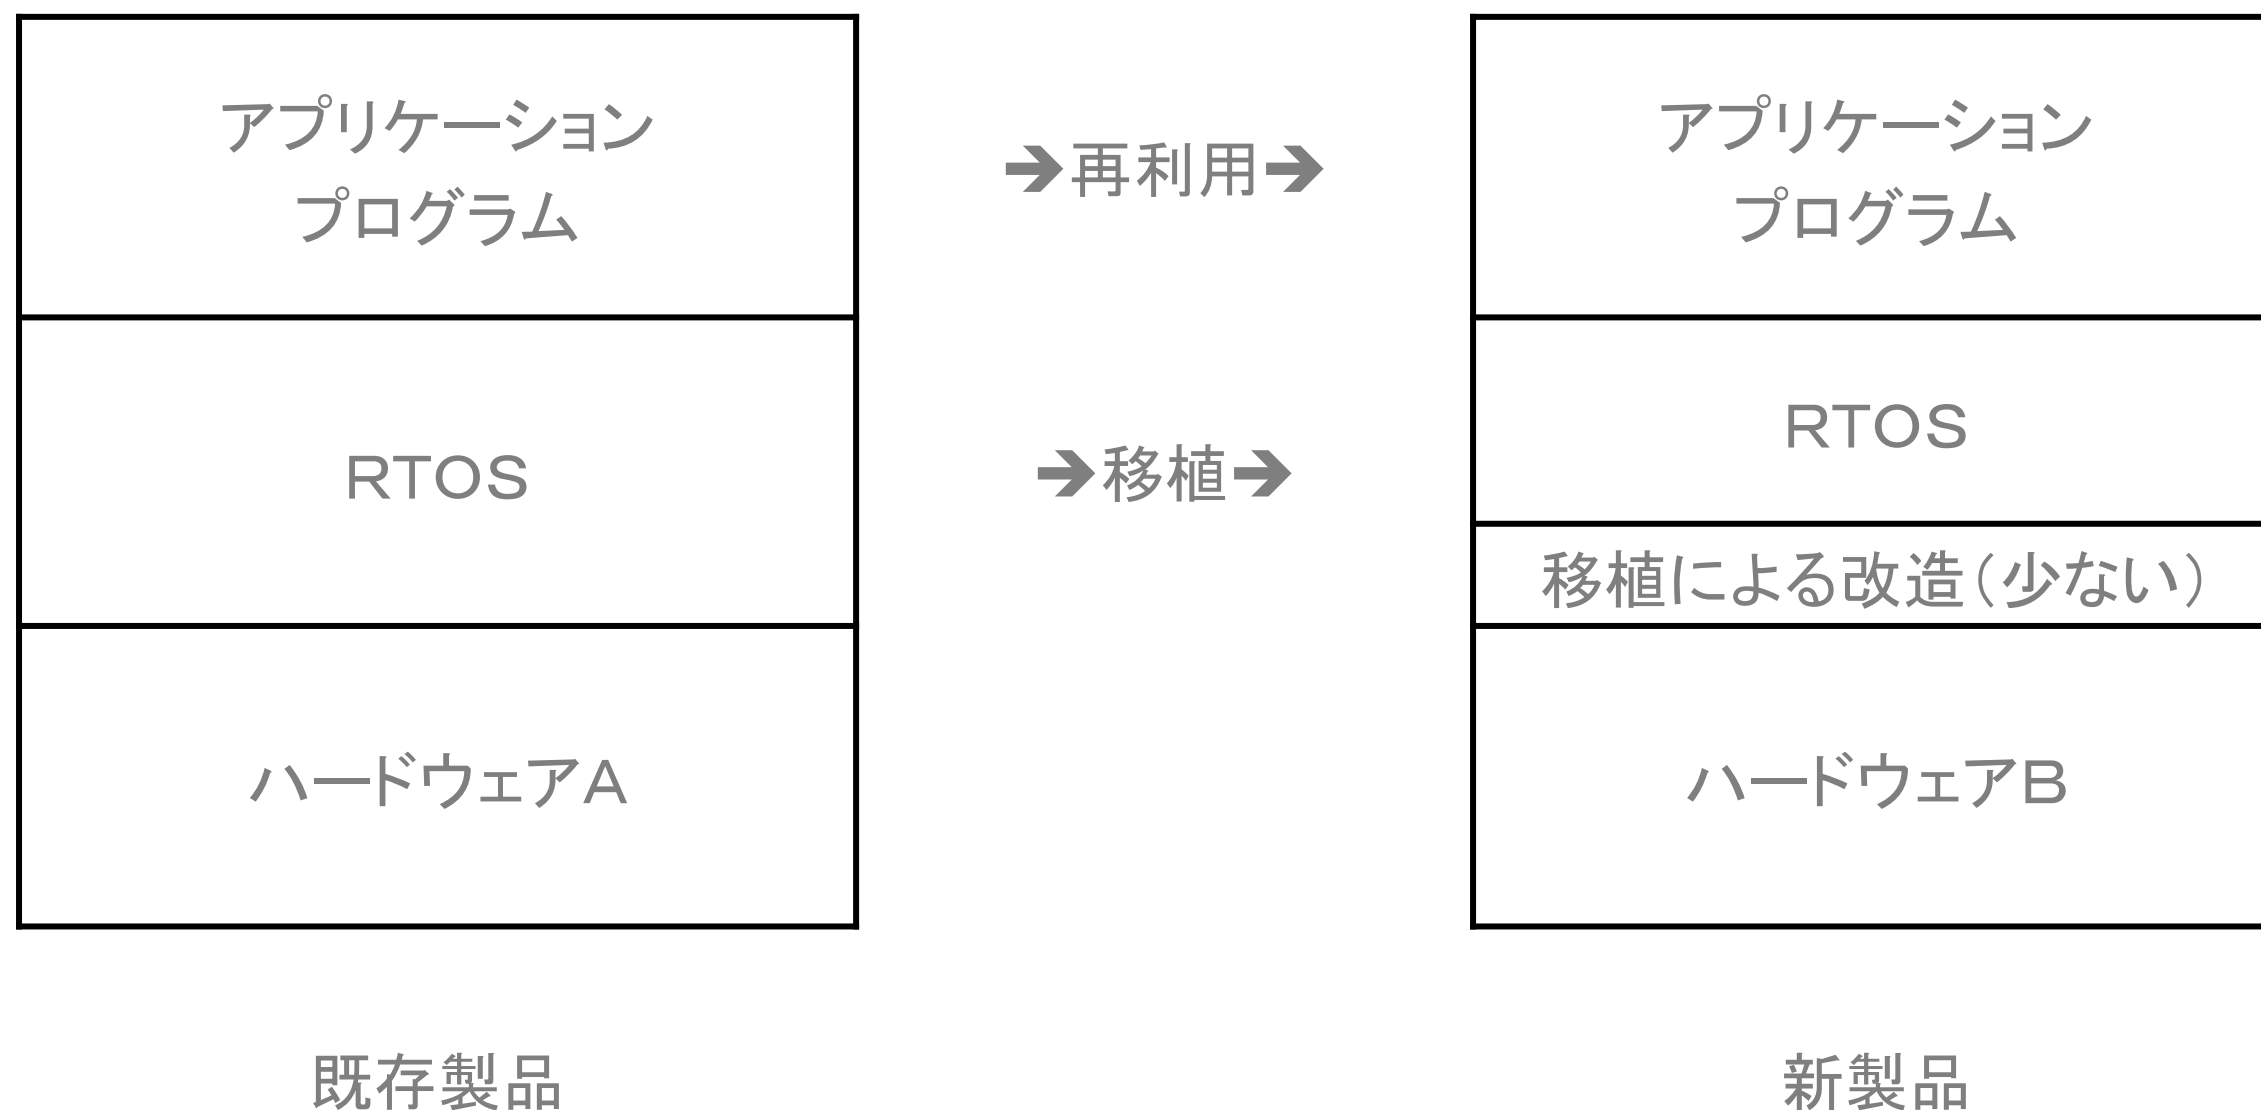 アプリケーション
プログラム
➔再利用➔
アプリケーション
プログラム
RTOS
➔移植➔
RTOS
移植による改造(少ない)
ハードウェアA
ハードウェアB
既存製品
新製品